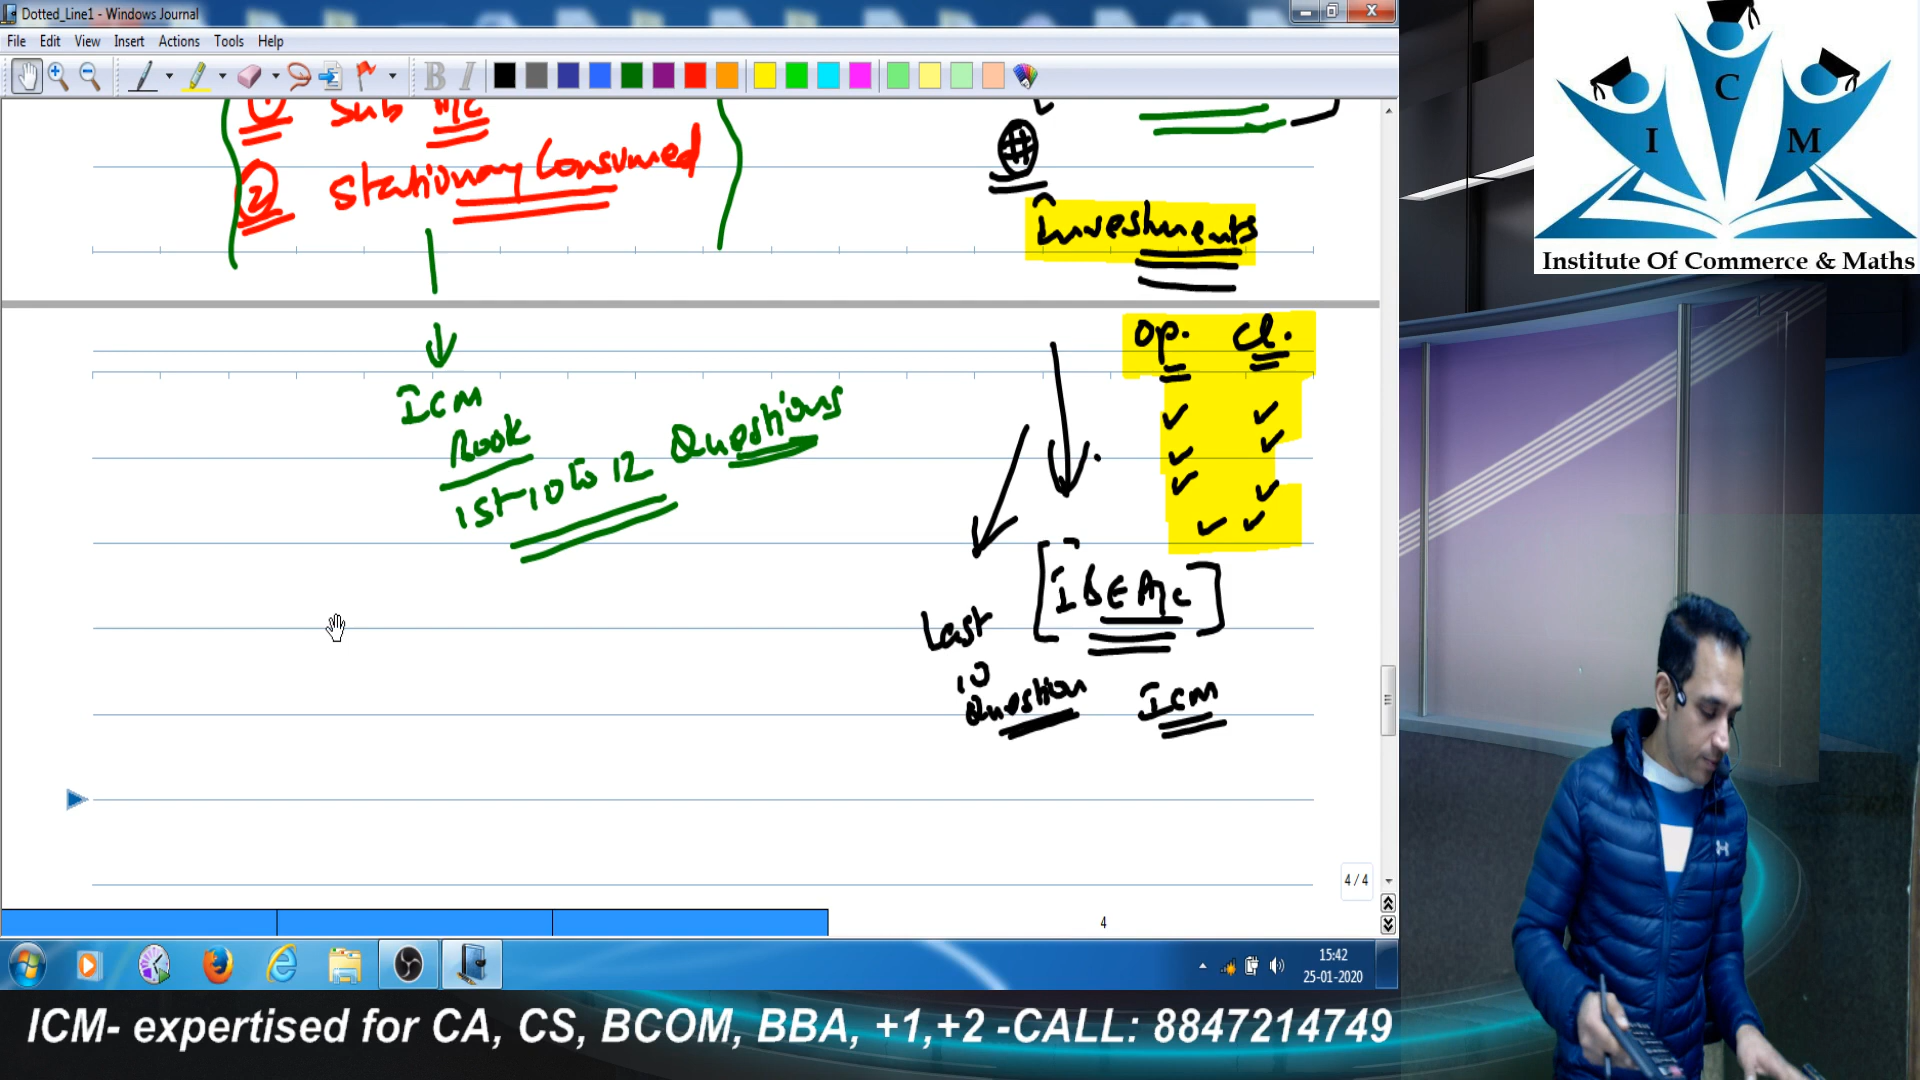 Dotted_Line1 - Windows Journal
File Edit View Insert Actions Tools Help
B I
① Sub A/c
② Stationary Consumed
#
Investments
Op. Cl.
ICM
Book
1st 10 to 12 Questions
I & E A/c
Last
10
Question ICM
4 / 4
4
15:42
25-01-2020
I C M
Institute Of Commerce & Maths
ICM- expertised for CA, CS, BCOM, BBA, +1,+2 -CALL: 8847214749